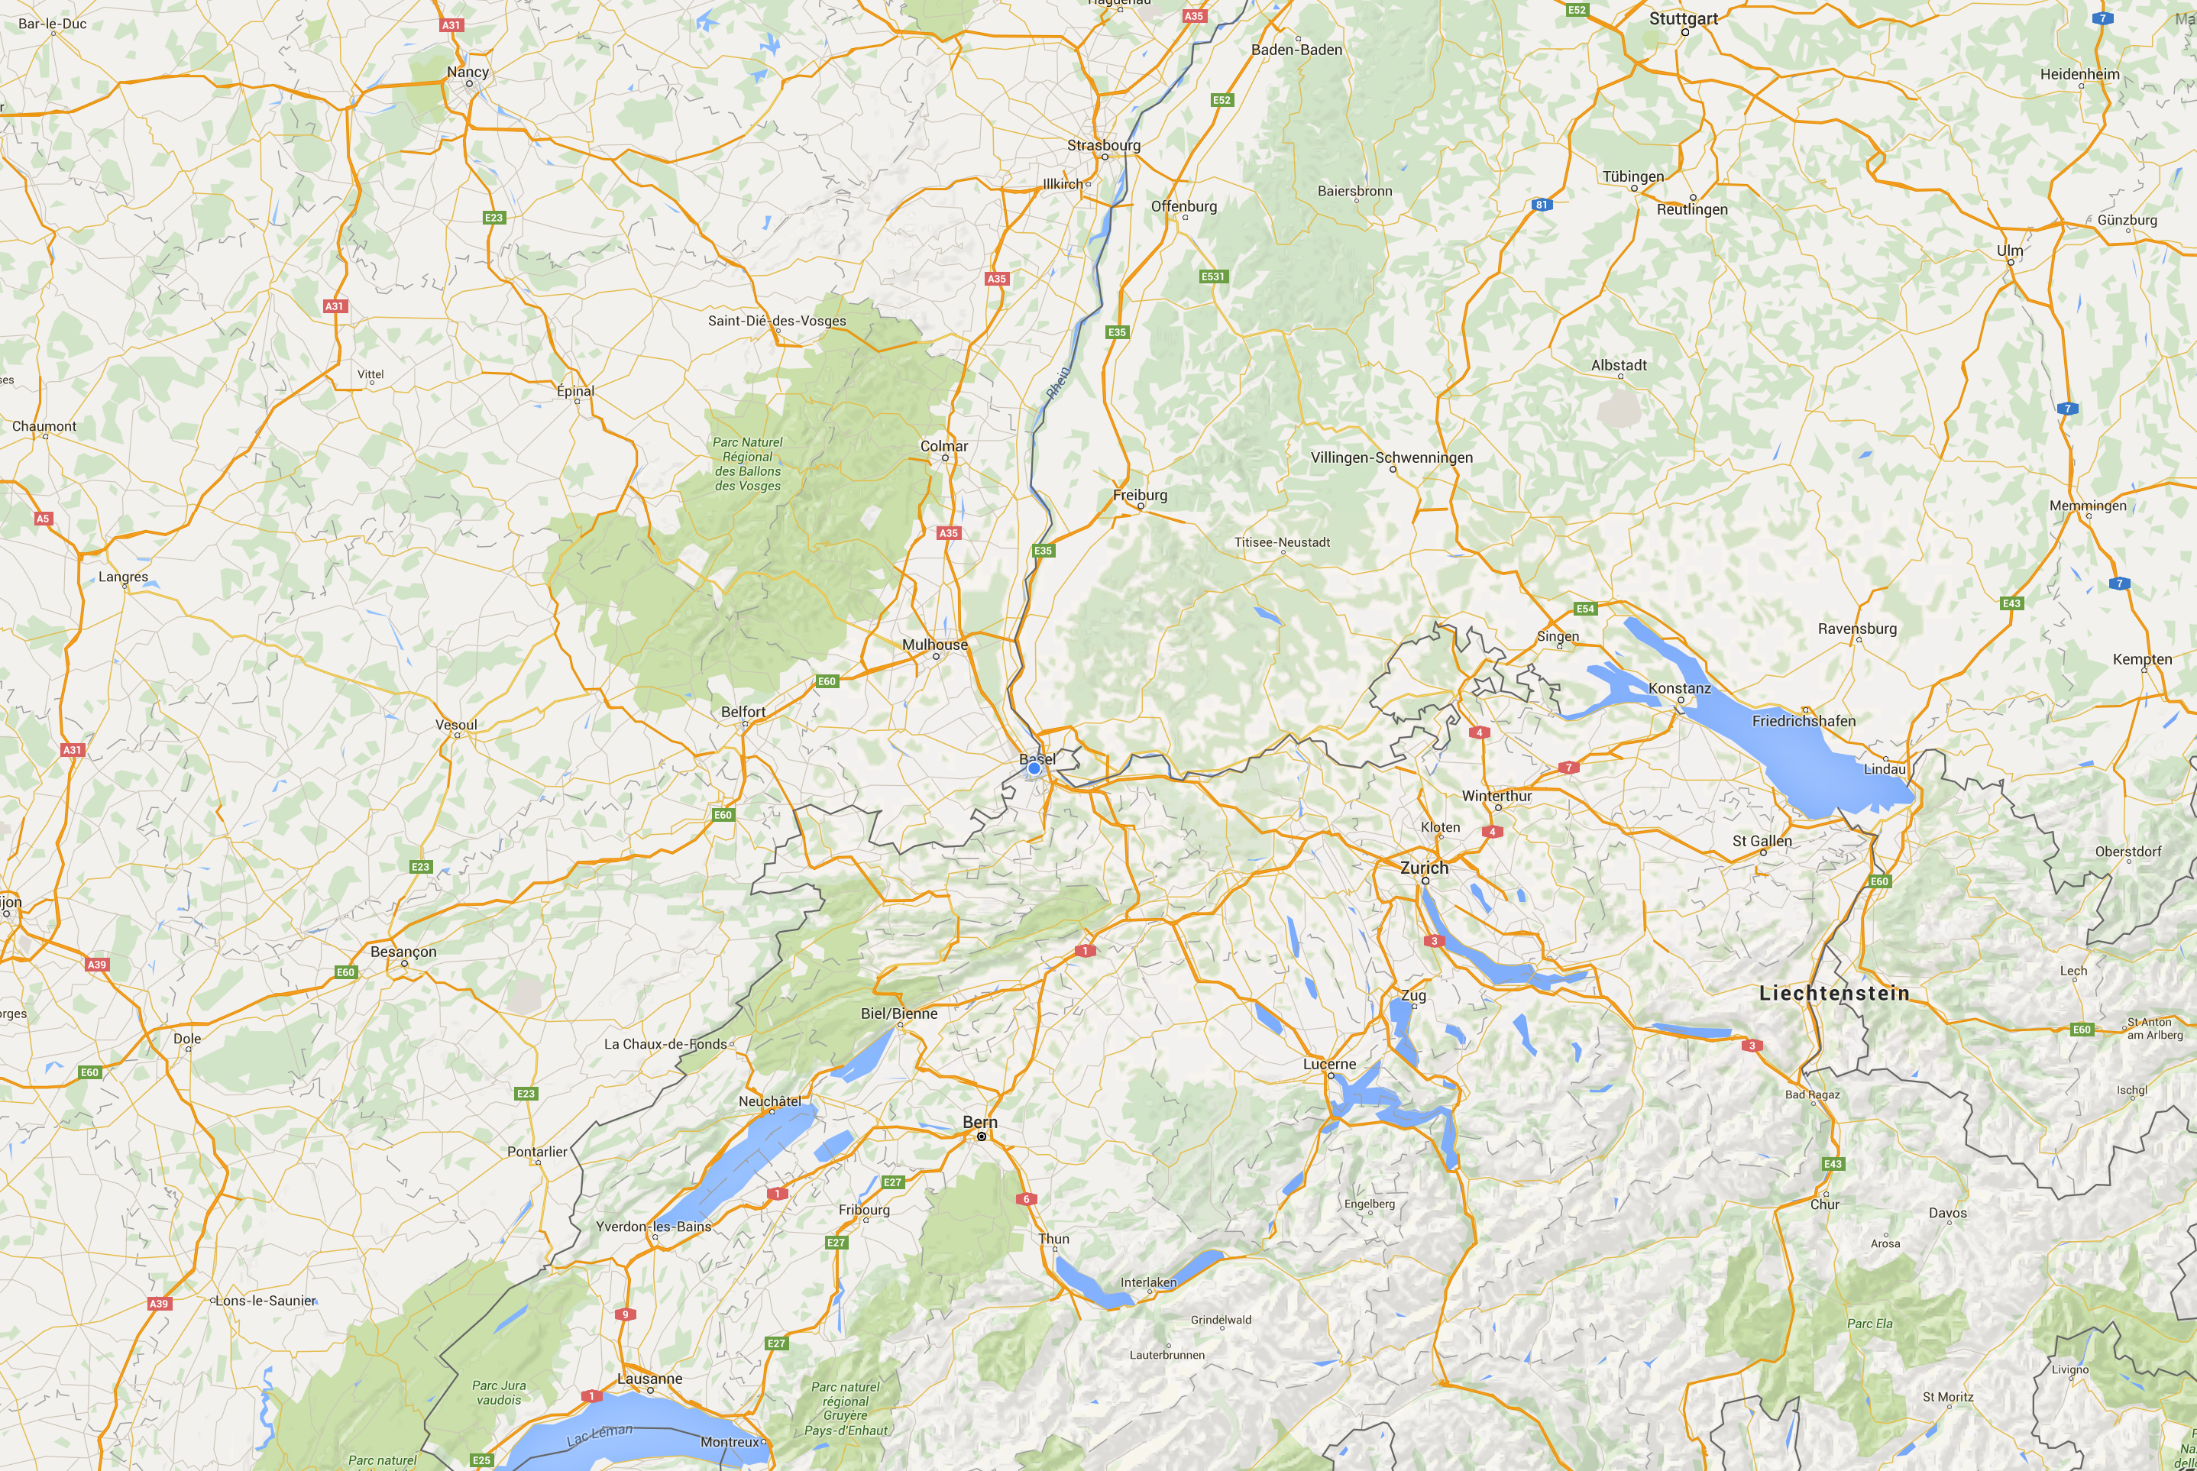 Bar-le-Duc
A31
Haguenau
A35
E52
Stuttgart
7
Baden-Baden
Nancy
Heidenheim
E52
Strasbourg
Illkirch
Baiersbronn
Tübingen
E23
Offenburg
81
Reutlingen
Günzburg
Ulm
A35
E531
A31
Saint-Dié-des-Vosges
E35
Vittel
Rhein
Albstadt
Épinal
7
Chaumont
Parc Naturel
Régional
des Ballons
des Vosges
Colmar
Villingen-Schwenningen
Freiburg
Memmingen
A5
A35
E35
Titisee-Neustadt
Langres
7
E43
E54
Singen
Ravensburg
Mulhouse
Kempten
E60
Konstanz
Belfort
Friedrichshafen
Vesoul
4
A31
Basel
7
Lindau
Winterthur
E60
Kloten
4
St Gallen
Oberstdorf
E23
Zurich
E60
ijon
Besançon
3
1
A39
E60
Lech
Liechtenstein
Zug
Biel/Bienne
orges
Dole
La Chaux-de-Fonds
3
E60
St Anton
am Arlberg
Lucerne
E60
E23
Neuchâtel
Bad Ragaz
Ischgl
Bern
Pontarlier
E43
E27
1
6
Engelberg
Chur
Fribourg
Davos
Yverdon-les-Bains
E27
Thun
Arosa
Interlaken
A39
Lons-le-Saunier
9
Grindelwald
Parc Ela
E27
Lauterbrunnen
Livigno
Lausanne
Parc Jura
vaudois
1
Parc naturel
régional
Gruyère
Pays-d'Enhaut
St Moritz
Lac Léman
Montreux
E25
Parc naturel